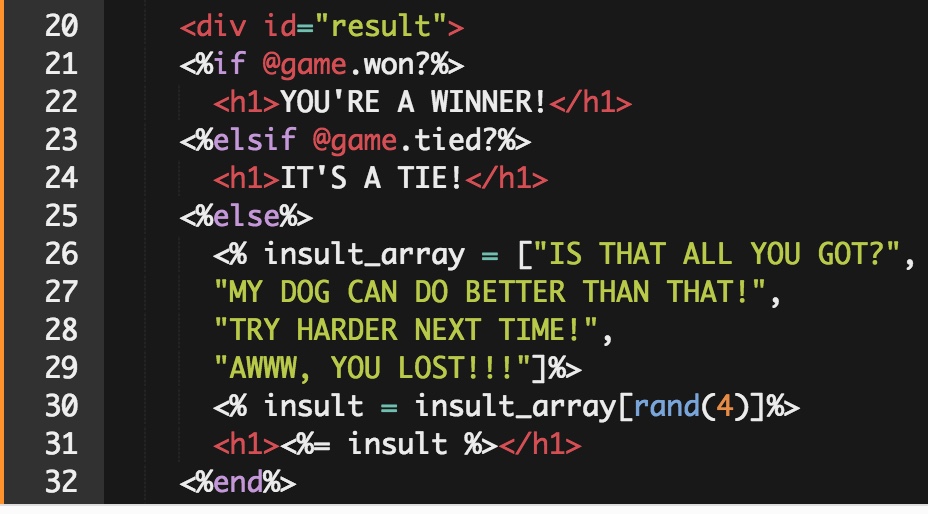 20 <div id="result">
21 <%if @game.won?%>
22 <h1>YOU'RE A WINNER!</h1>
23 <%elsif @game.tied?%>
24 <h1>IT'S A TIE!</h1>
25 <%else%>
26 <% insult_array = ["IS THAT ALL YOU GOT?",
27 "MY DOG CAN DO BETTER THAN THAT!",
28 "TRY HARDER NEXT TIME!",
29 "AWWW, YOU LOST!!!"]%>
30 <% insult = insult_array[rand(4)]%>
31 <h1><%= insult %></h1>
32 <%end%>